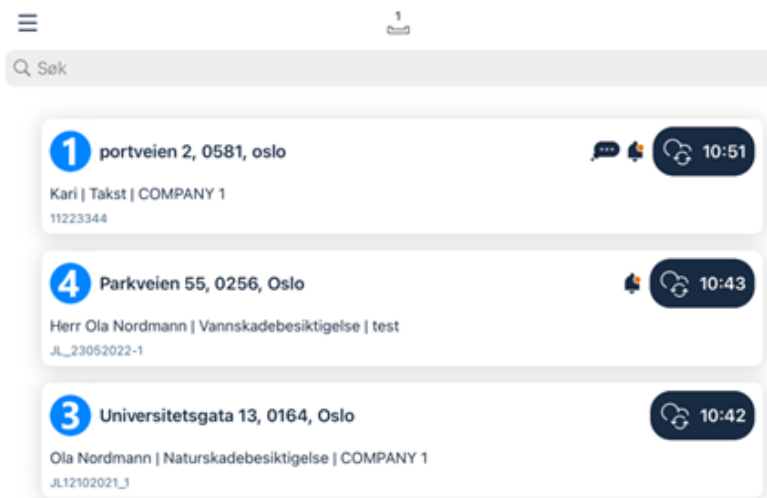 1
Søk
1 portveien 2, 0581, oslo 10:51
Kari | Takst | COMPANY 1
11223344
4 Parkveien 55, 0256, Oslo 10:43
Herr Ola Nordmann | Vannskadebesiktigelse | test
JL_23052022-1
3 Universitetsgata 13, 0164, Oslo 10:42
Ola Nordmann | Naturskadebesiktigelse | COMPANY 1
JL12102021_1